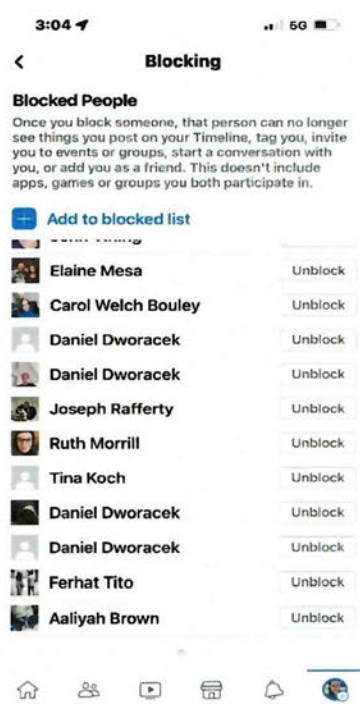 3:04
5G
Blocking
Blocked People
Once you block someone, that person can no longer
see things you post on your Timeline, tag you, invite
you to events or groups, start a conversation with
you, or add you as a friend. This doesn't include
apps, games or groups you both participate in.
Add to blocked list
Elaine Mesa Unblock
Carol Welch Bouley Unblock
Daniel Dworacek Unblock
Daniel Dworacek Unblock
Joseph Rafferty Unblock
Ruth Morrill Unblock
Tina Koch Unblock
Daniel Dworacek Unblock
Daniel Dworacek Unblock
Ferhat Tito Unblock
Aaliyah Brown Unblock